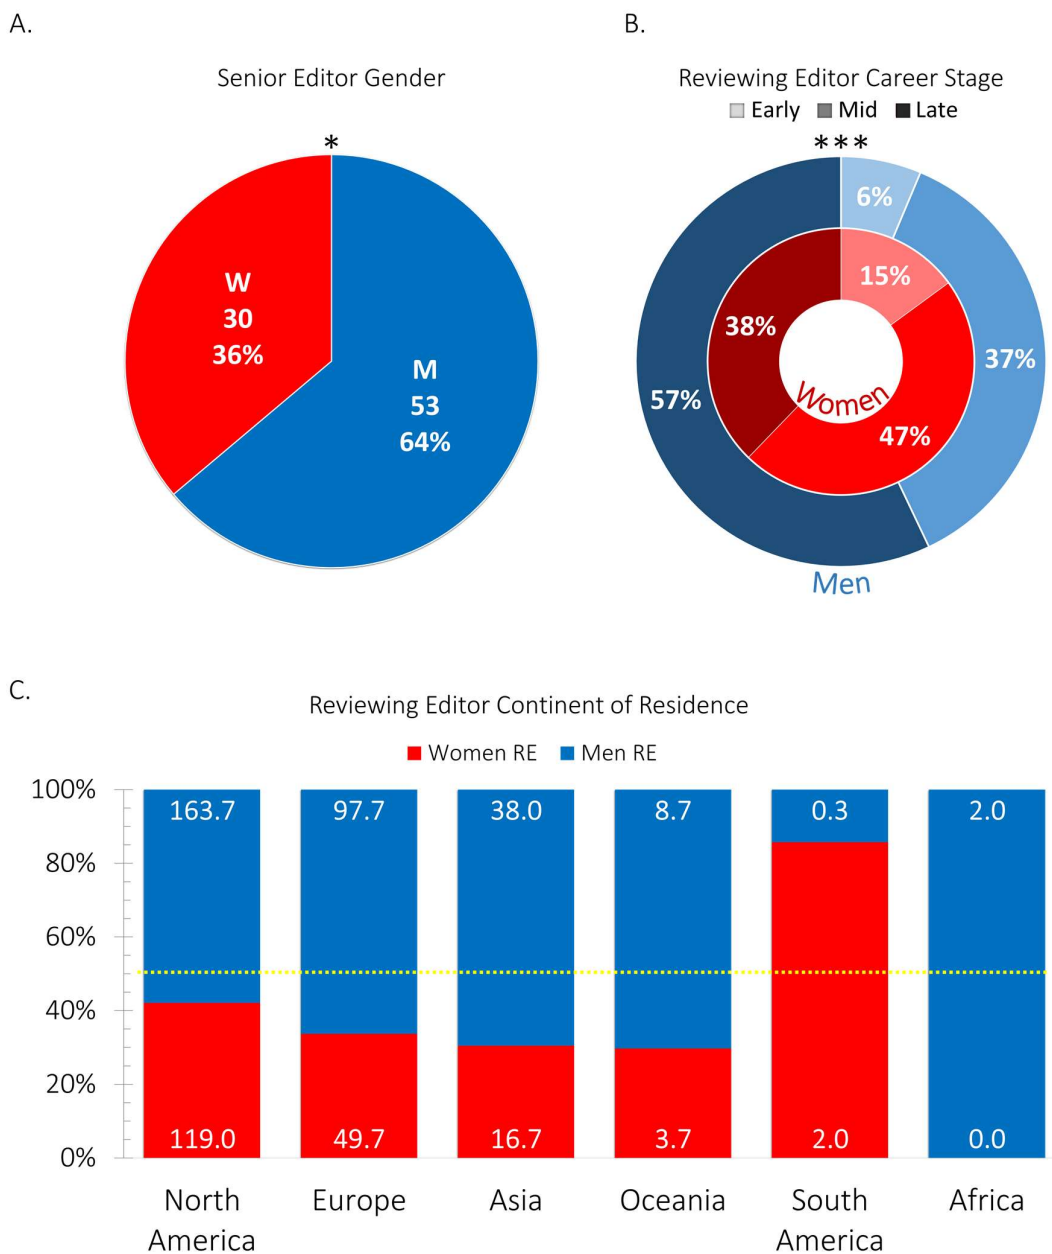 A.
Senior Editor Gender
*
W
30
36%
M
53
64%
B.
Reviewing Editor Career Stage
Early Mid Late
***
6%
15%
38%
37%
57%
Women
47%
Men
C.
Reviewing Editor Continent of Residence
Women RE Men RE
100%
80%
60%
40%
20%
0%
163.7 97.7 38.0 8.7 0.3 2.0
119.0 49.7 16.7 3.7 2.0 0.0
North America Europe Asia Oceania South America Africa